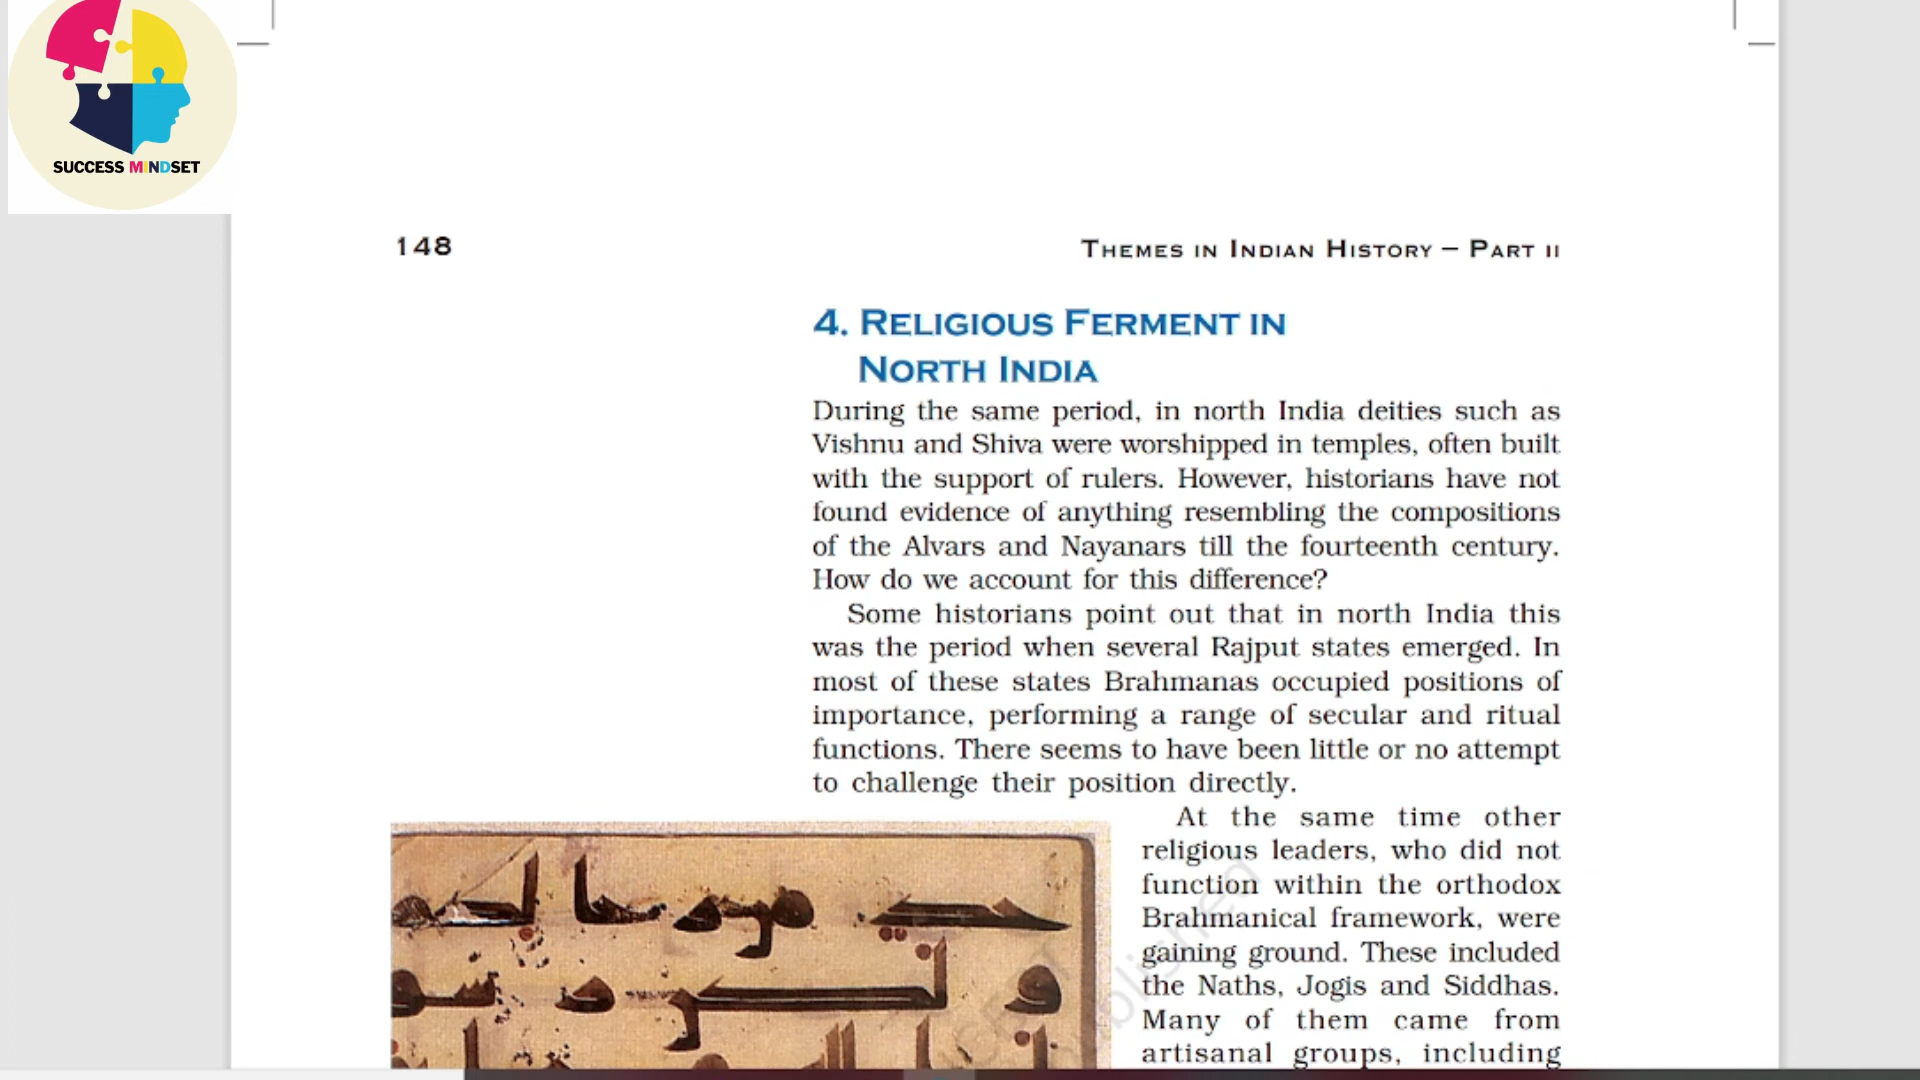 SUCCESS MINDSET
148
THEMES IN INDIAN HISTORY – PART II
4. RELIGIOUS FERMENT IN
NORTH INDIA
During the same period, in north India deities such as
Vishnu and Shiva were worshipped in temples, often built
with the support of rulers. However, historians have not
found evidence of anything resembling the compositions
of the Alvars and Nayanars till the fourteenth century.
How do we account for this difference?
Some historians point out that in north India this
was the period when several Rajput states emerged. In
most of these states Brahmanas occupied positions of
importance, performing a range of secular and ritual
functions. There seems to have been little or no attempt
to challenge their position directly.
At the same time other
religious leaders, who did not
function within the orthodox
Brahmanical framework, were
gaining ground. These included
the Naths, Jogis and Siddhas.
Many of them came from
artisanal groups, including